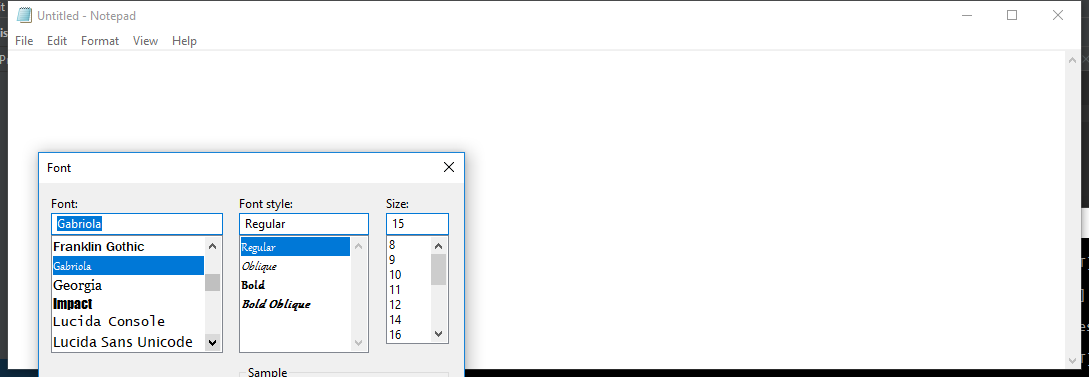 Untitled - Notepad
File Edit Format View Help
Font
Font: Font style: Size:
Gabriola Regular 15
Franklin Gothic
Gabriola
Georgia
Impact
Lucida Console
Lucida Sans Unicode
Regular
Oblique
Bold
Bold Oblique
8
9
10
11
12
14
16
Sample